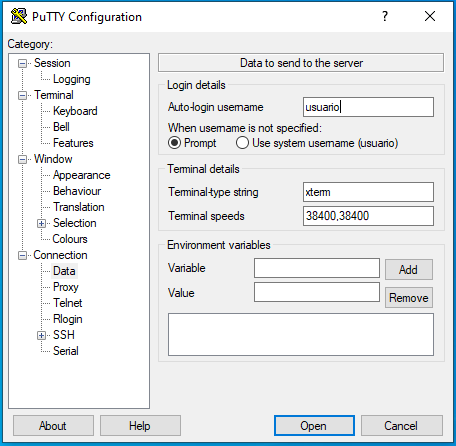 PuTTY Configuration
?
Category:
Session
Logging
Terminal
Keyboard
Bell
Features
Window
Appearance
Behaviour
Translation
Selection
Colours
Connection
Data
Proxy
Telnet
Rlogin
SSH
Serial
Data to send to the server
Login details
Auto-login username usuario
When username is not specified:
Prompt Use system username (usuario)
Terminal details
Terminal-type string xterm
Terminal speeds 38400,38400
Environment variables
Variable Add
Value Remove
About Help Open Cancel